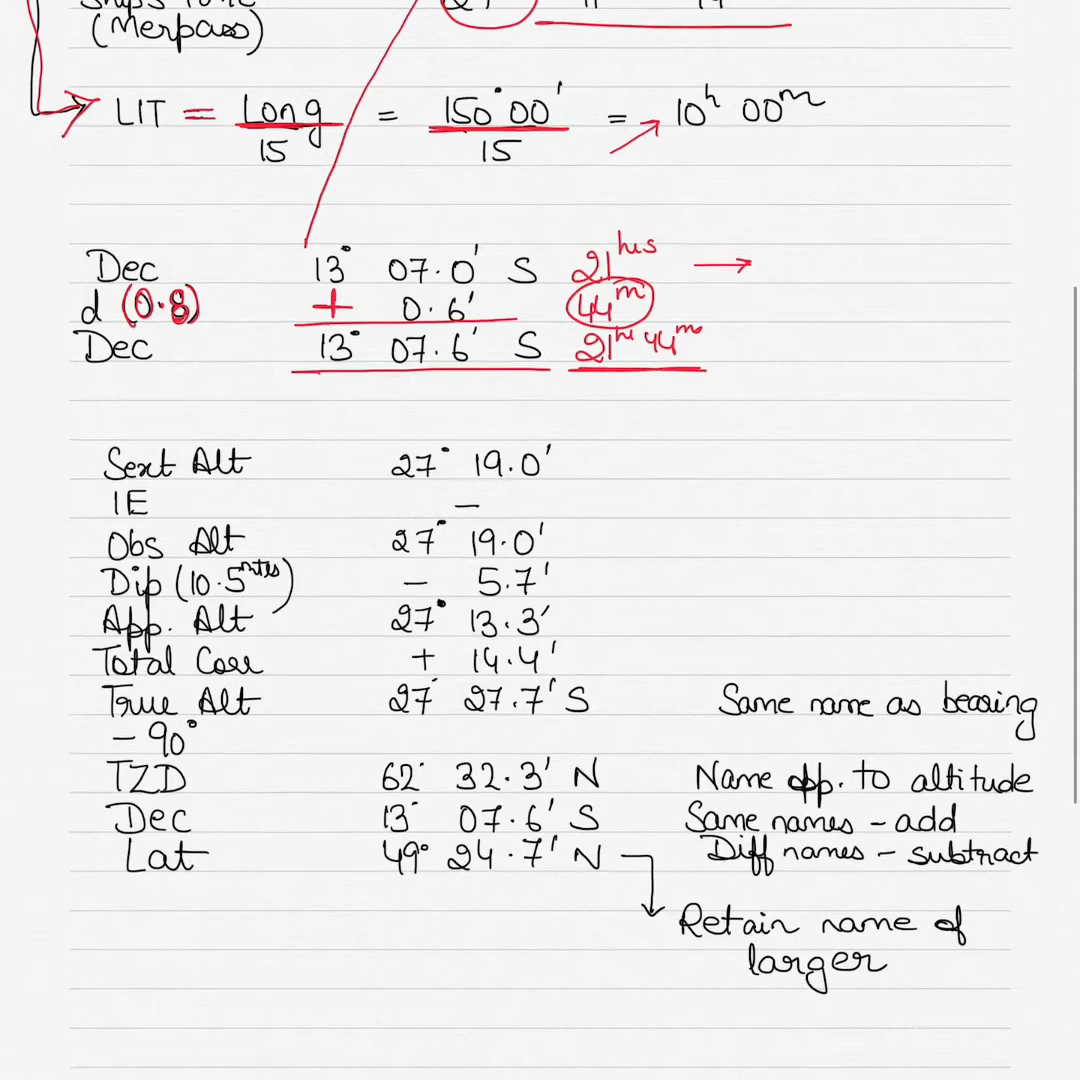 (Merpass)
LIT = Long/15 = 150° 00'/15 = 10ʰ 00ᵐ
Dec 13° 07.0' S 21ʰʳˢ →
d (0.8) + 0.6' 44ᵐ
Dec 13° 07.6' S 21ʰʳ 44ᵐ
Sext Alt 27° 19.0'
IE –
Obs Alt 27° 19.0'
Dip (10.5ᵐᵗʳˢ) – 5.7'
App. Alt 27° 13.3'
Total Corr + 14.4'
True Alt 27° 27.7' S Same name as bearing
– 90°
TZD 62° 32.3' N Name opp. to altitude
Dec 13° 07.6' S Same names – add
Lat 49° 24.7' N Diff names – subtract
Retain name of
larger